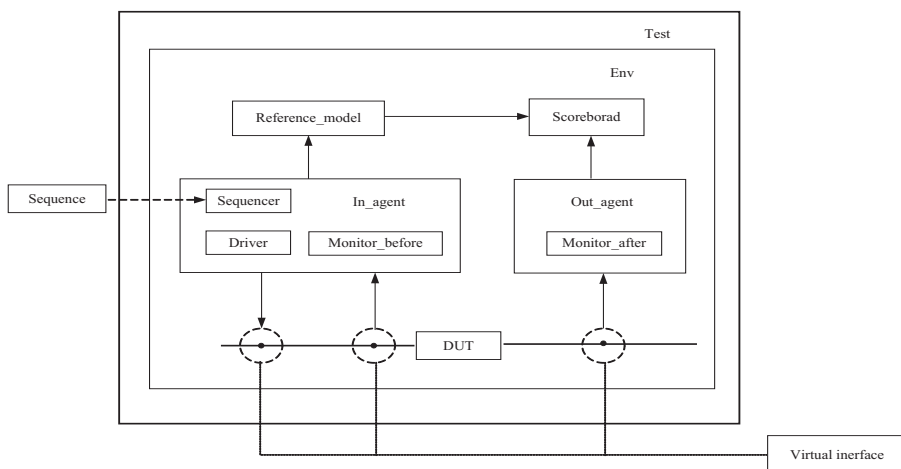 Test
Env
Reference_model
Scoreborad
Sequence
Sequencer
In_agent
Out_agent
Driver
Monitor_before
Monitor_after
DUT
Virtual inerface